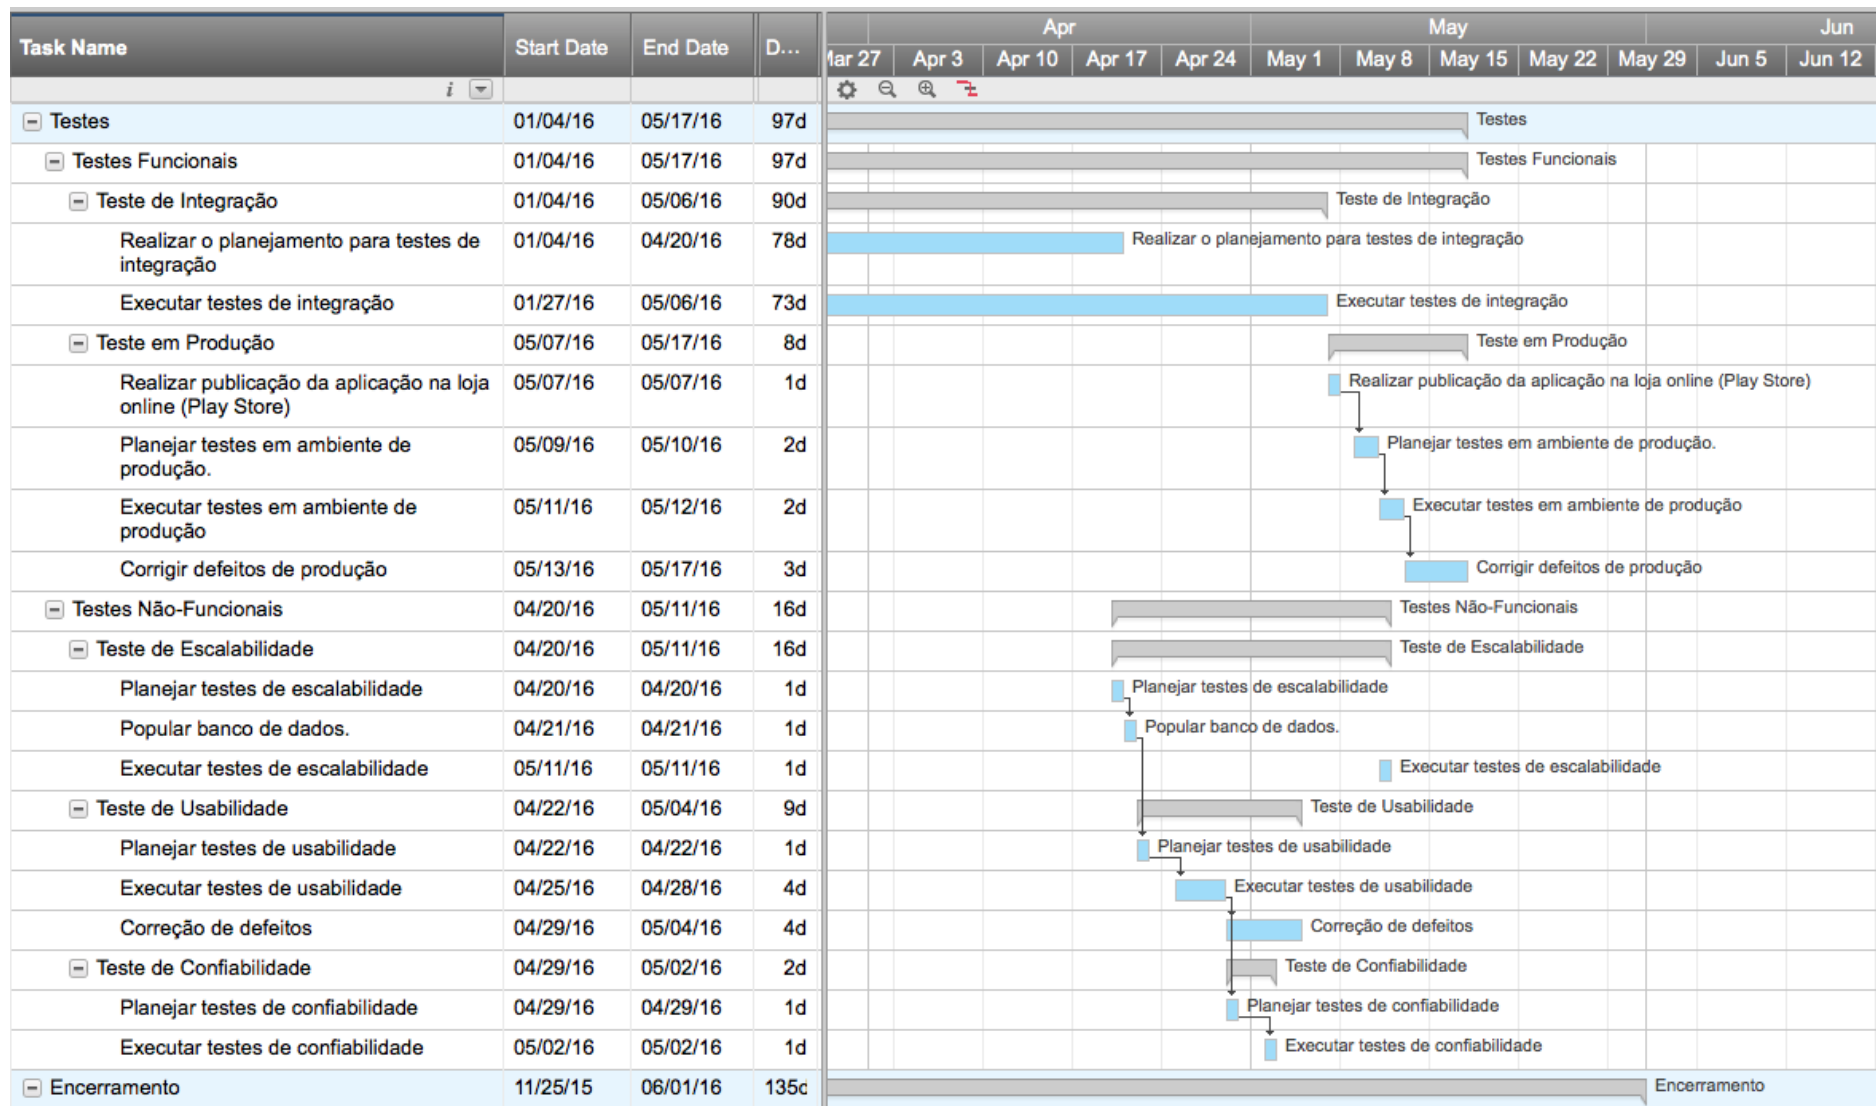 Task Name Start Date End Date D... Apr May Jun
Mar 27 Apr 3 Apr 10 Apr 17 Apr 24 May 1 May 8 May 15 May 22 May 29 Jun 5 Jun 12
i
Testes 01/04/16 05/17/16 97d Testes
Testes Funcionais 01/04/16 05/17/16 97d Testes Funcionais
Teste de Integração 01/04/16 05/06/16 90d Teste de Integração
Realizar o planejamento para testes de 01/04/16 04/20/16 78d Realizar o planejamento para testes de integração
integração
Executar testes de integração 01/27/16 05/06/16 73d Executar testes de integração
Teste em Produção 05/07/16 05/17/16 8d Teste em Produção
Realizar publicação da aplicação na loja 05/07/16 05/07/16 1d Realizar publicação da aplicação na loja online (Play Store)
online (Play Store)
Planejar testes em ambiente de 05/09/16 05/10/16 2d Planejar testes em ambiente de produção.
produção.
Executar testes em ambiente de 05/11/16 05/12/16 2d Executar testes em ambiente de produção
produção
Corrigir defeitos de produção 05/13/16 05/17/16 3d Corrigir defeitos de produção
Testes Não-Funcionais 04/20/16 05/11/16 16d Testes Não-Funcionais
Teste de Escalabilidade 04/20/16 05/11/16 16d Teste de Escalabilidade
Planejar testes de escalabilidade 04/20/16 04/20/16 1d Planejar testes de escalabilidade
Popular banco de dados. 04/21/16 04/21/16 1d Popular banco de dados.
Executar testes de escalabilidade 05/11/16 05/11/16 1d Executar testes de escalabilidade
Teste de Usabilidade 04/22/16 05/04/16 9d Teste de Usabilidade
Planejar testes de usabilidade 04/22/16 04/22/16 1d Planejar testes de usabilidade
Executar testes de usabilidade 04/25/16 04/28/16 4d Executar testes de usabilidade
Correção de defeitos 04/29/16 05/04/16 4d Correção de defeitos
Teste de Confiabilidade 04/29/16 05/02/16 2d Teste de Confiabilidade
Planejar testes de confiabilidade 04/29/16 04/29/16 1d Planejar testes de confiabilidade
Executar testes de confiabilidade 05/02/16 05/02/16 1d Executar testes de confiabilidade
Encerramento 11/25/15 06/01/16 135d Encerramento